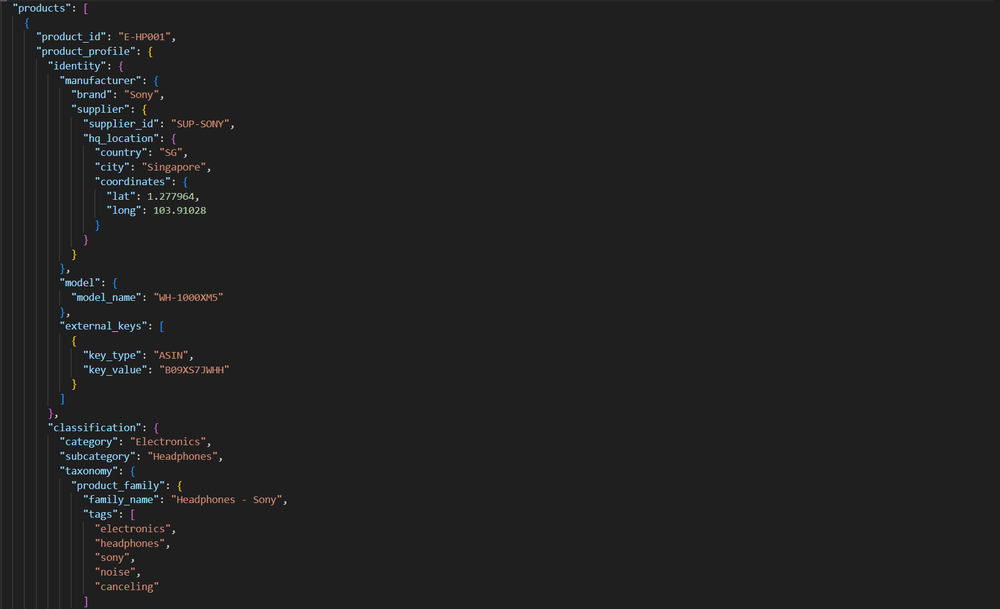 "products": [
{
"product_id": "E-HP001",
"product_profile": {
"identity": {
"manufacturer": {
"brand": "Sony",
"supplier": {
"supplier_id": "SUP-SONY",
"hq_location": {
"country": "SG",
"city": "Singapore",
"coordinates": {
"lat": 1.277964,
"long": 103.91028
}
}
}
},
"model": {
"model_name": "WH-1000XM5"
},
"external_keys": [
{
"key_type": "ASIN",
"key_value": "B09XS7JWHH"
}
]
},
"classification": {
"category": "Electronics",
"subcategory": "Headphones",
"taxonomy": {
"product_family": {
"family_name": "Headphones - Sony",
"tags": [
"electronics",
"headphones",
"sony",
"noise",
"canceling"
]